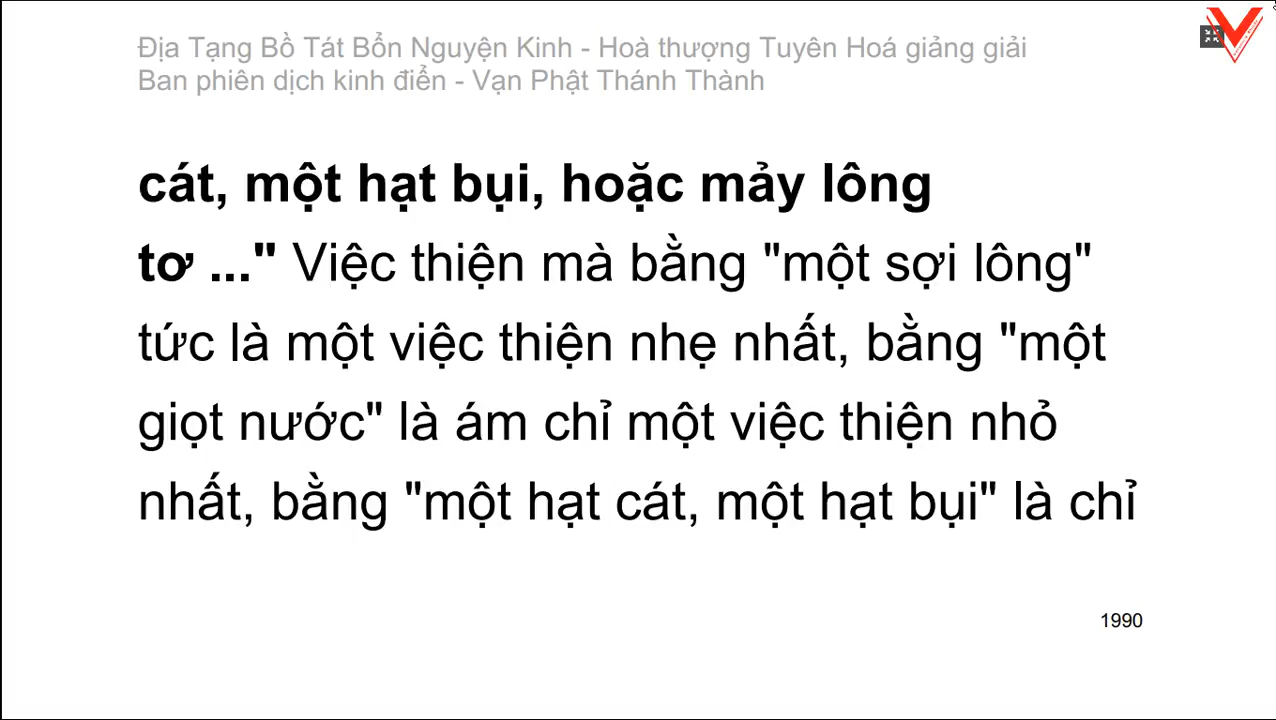 Địa Tạng Bồ Tát Bổn Nguyện Kinh - Hoà thượng Tuyên Hoá giảng giải
Ban phiên dịch kinh điển - Vạn Phật Thánh Thành
cát, một hạt bụi, hoặc mảy lông
tơ ..." Việc thiện mà bằng "một sợi lông"
tức là một việc thiện nhẹ nhất, bằng "một
giọt nước" là ám chỉ một việc thiện nhỏ
nhất, bằng "một hạt cát, một hạt bụi" là chỉ
1990